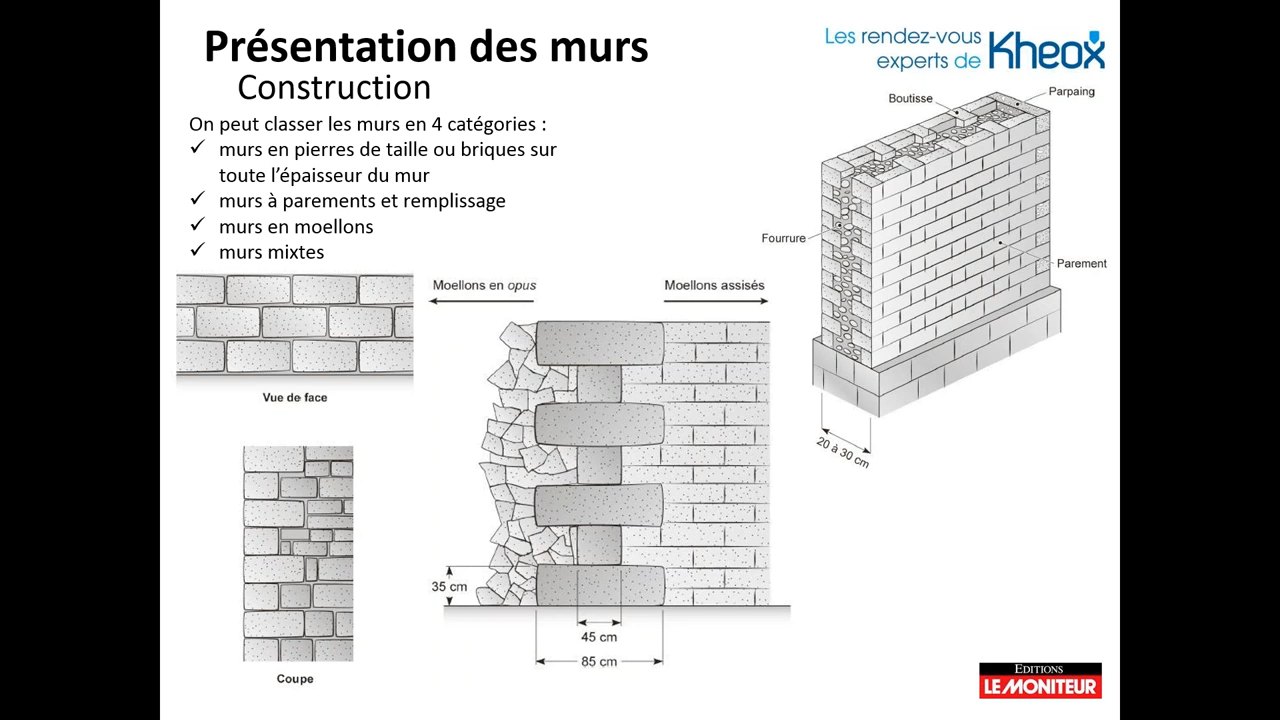 Présentation des murs
Construction
Les rendez-vous
experts de Kheox
On peut classer les murs en 4 catégories :
✓ murs en pierres de taille ou briques sur
toute l'épaisseur du mur
✓ murs à parements et remplissage
✓ murs en moellons
✓ murs mixtes
Boutisse
Parpaing
Fourrure
Parement
20 à 30 cm
Vue de face
Moellons en opus
Moellons assisés
35 cm
45 cm
85 cm
Coupe
EDITIONS
LE MONITEUR